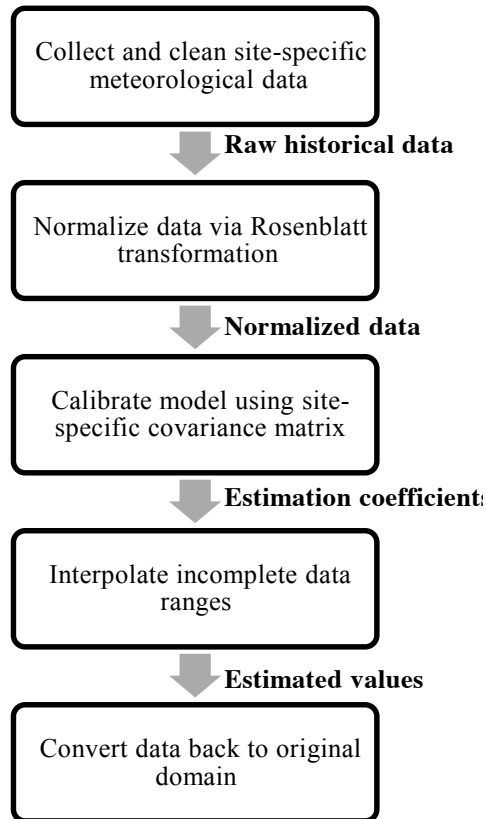 Collect and clean site-specific
meteorological data
Raw historical data
Normalize data via Rosenblatt
transformation
Normalized data
Calibrate model using site-
specific covariance matrix
Estimation coefficients
Interpolate incomplete data
ranges
Estimated values
Convert data back to original
domain